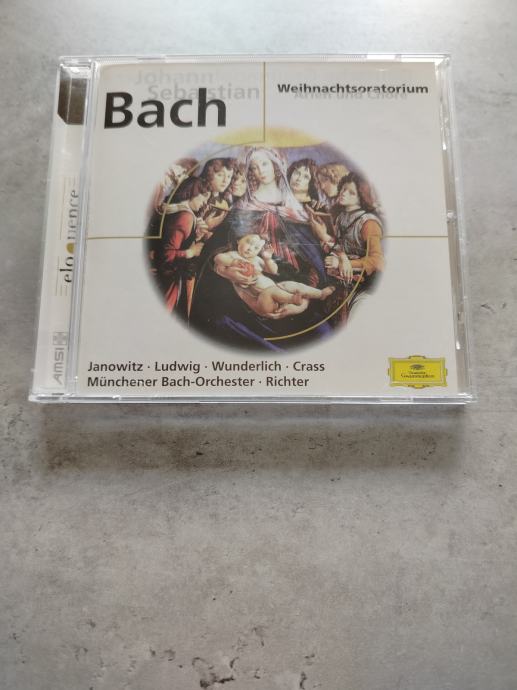 Johann
Sebastian
Bach
Weihnachtsoratorium
Arien und Chöre
eloquence
AMSI
Janowitz · Ludwig · Wunderlich · Crass
Münchener Bach-Orchester · Richter
Deutsche
Grammophon